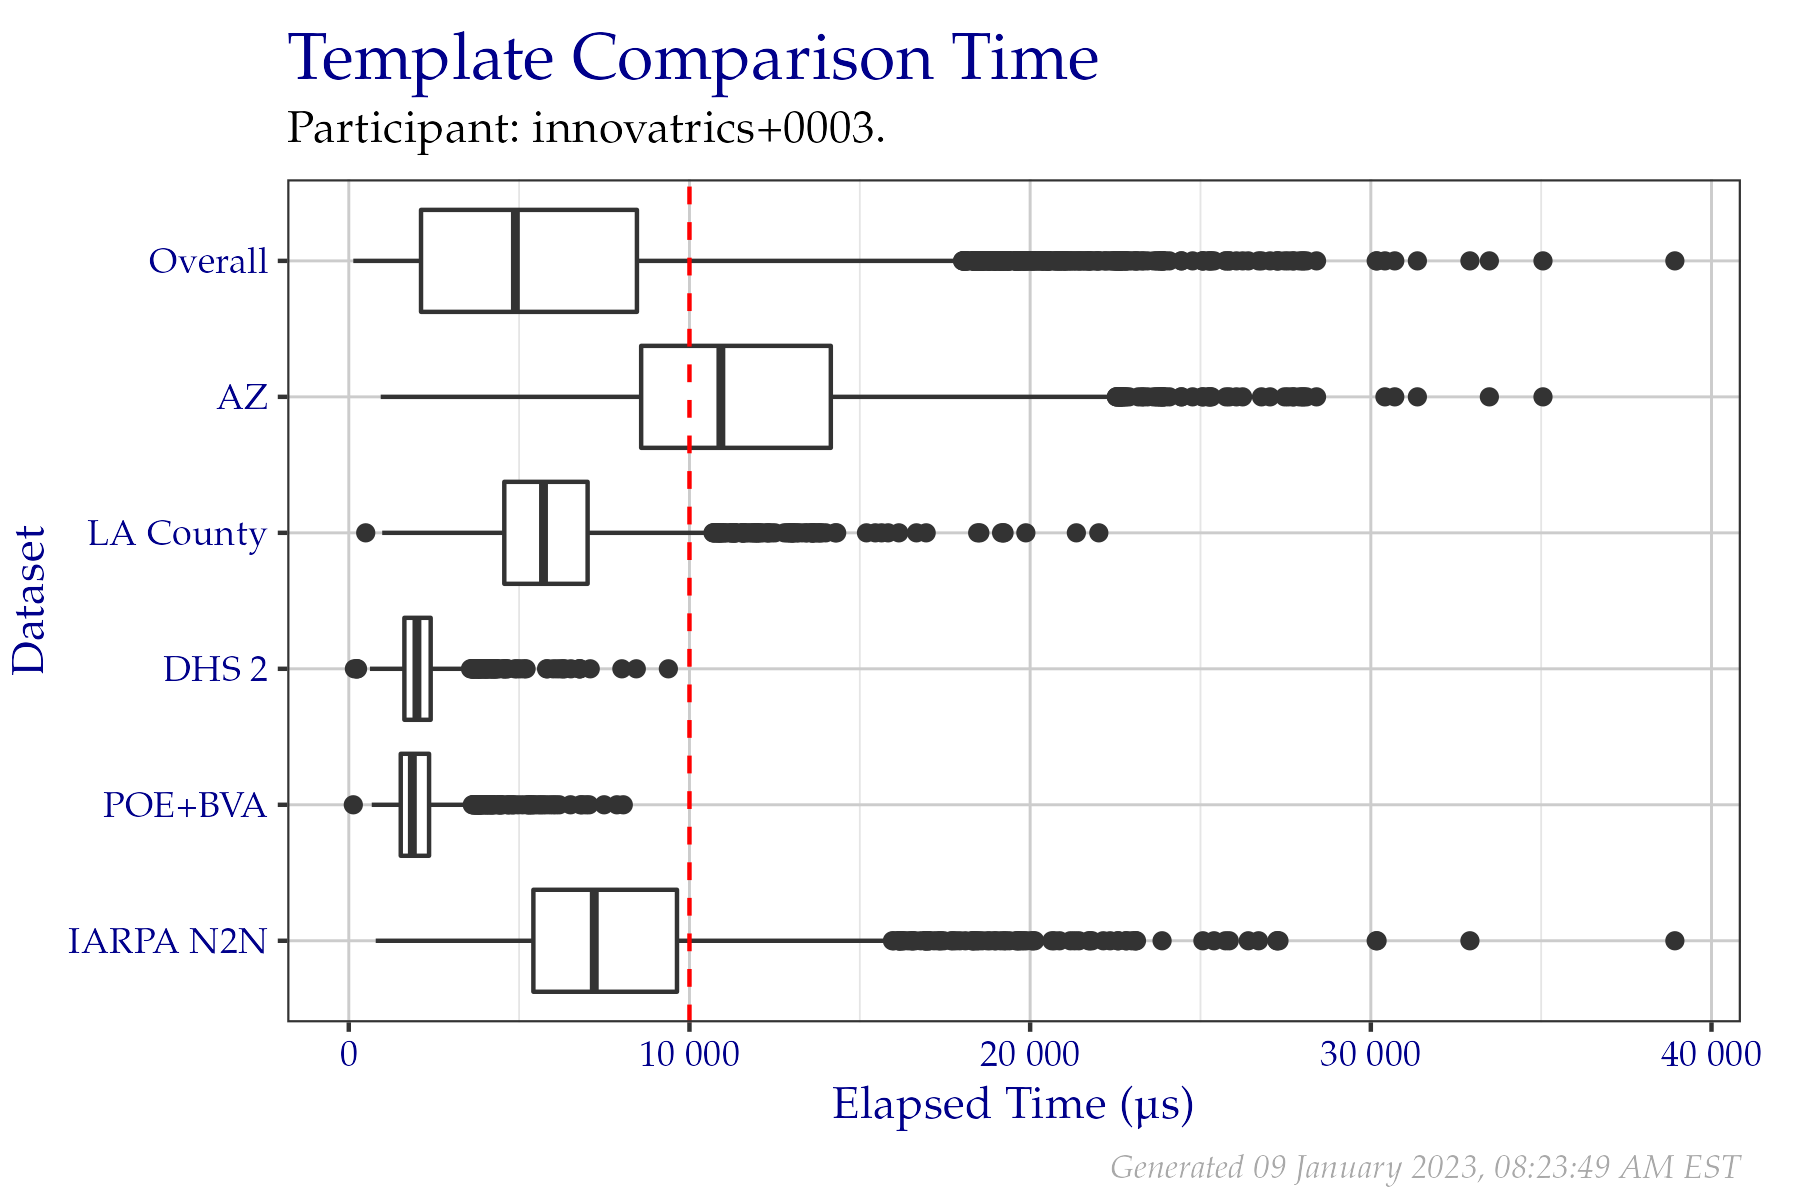 Template Comparison Time
Participant: innovatrics+0003.
Dataset
Overall
AZ
LA County
DHS 2
POE+BVA
IARPA N2N
0
10 000
20 000
30 000
40 000
Elapsed Time (µs)
Generated 09 January 2023, 08:23:49 AM EST